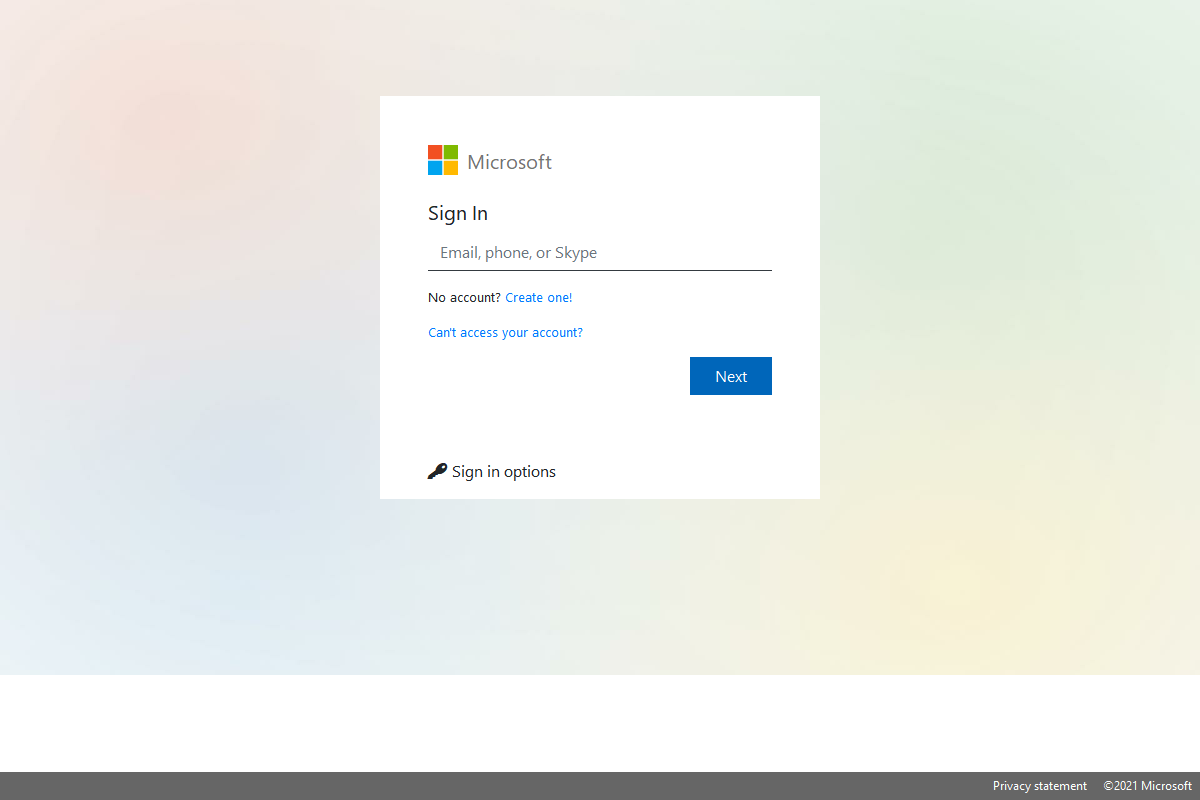 Microsoft
Sign In
Email, phone, or Skype
No account? Create one!
Can't access your account?
Next
Sign in options
Privacy statement ©2021 Microsoft